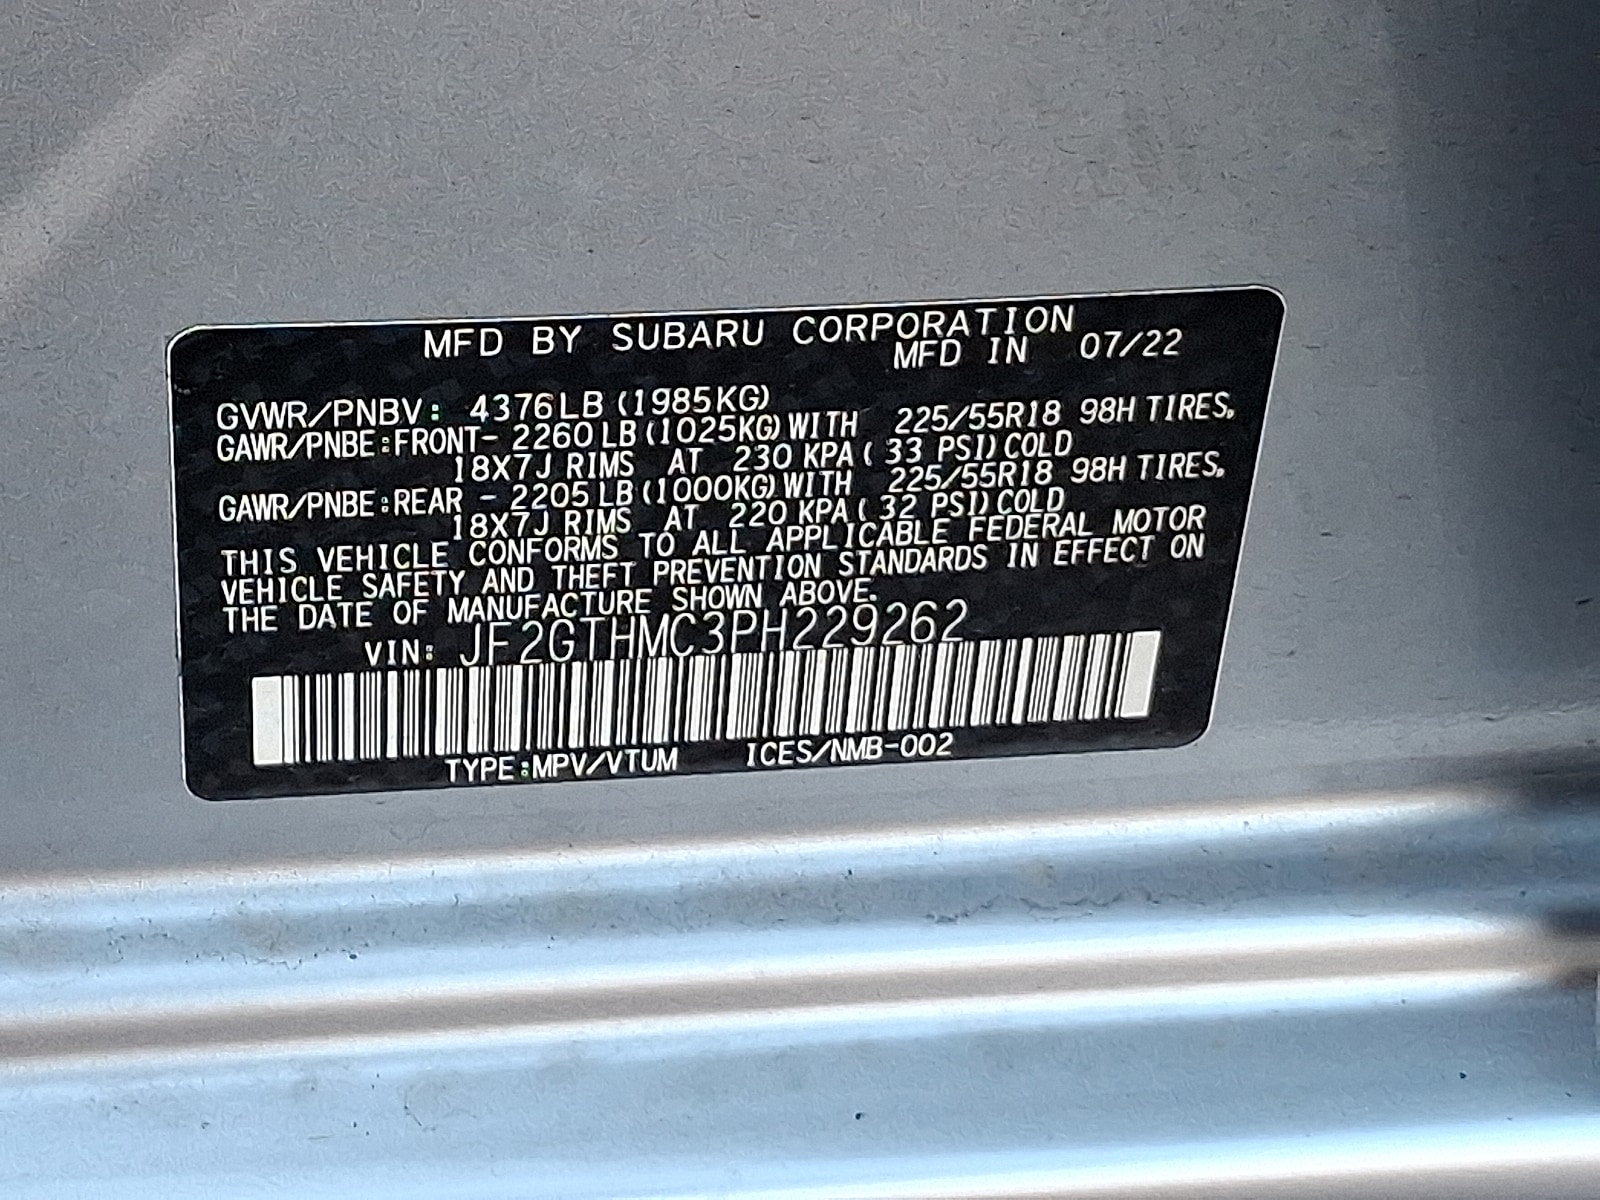 MFD BY SUBARU CORPORATION
MFD IN 07/22
GVWR/PNBV: 4376LB (1985KG)
GAWR/PNBE:FRONT- 2260 LB (1025KG) WITH 225/55R18 98H TIRES.
18X7J RIMS AT 230 KPA ( 33 PSI) COLD
GAWR/PNBE:REAR - 2205 LB (1000KG) WITH 225/55R18 98H TIRES.
18X7J RIMS AT 220 KPA ( 32 PSI) COLD
THIS VEHICLE CONFORMS TO ALL APPLICABLE FEDERAL MOTOR
VEHICLE SAFETY AND THEFT PREVENTION STANDARDS IN EFFECT ON
THE DATE OF MANUFACTURE SHOWN ABOVE.
VIN: JF2GTHMC3PH229262
TYPE:MPV/VTUM ICES/NMB-002